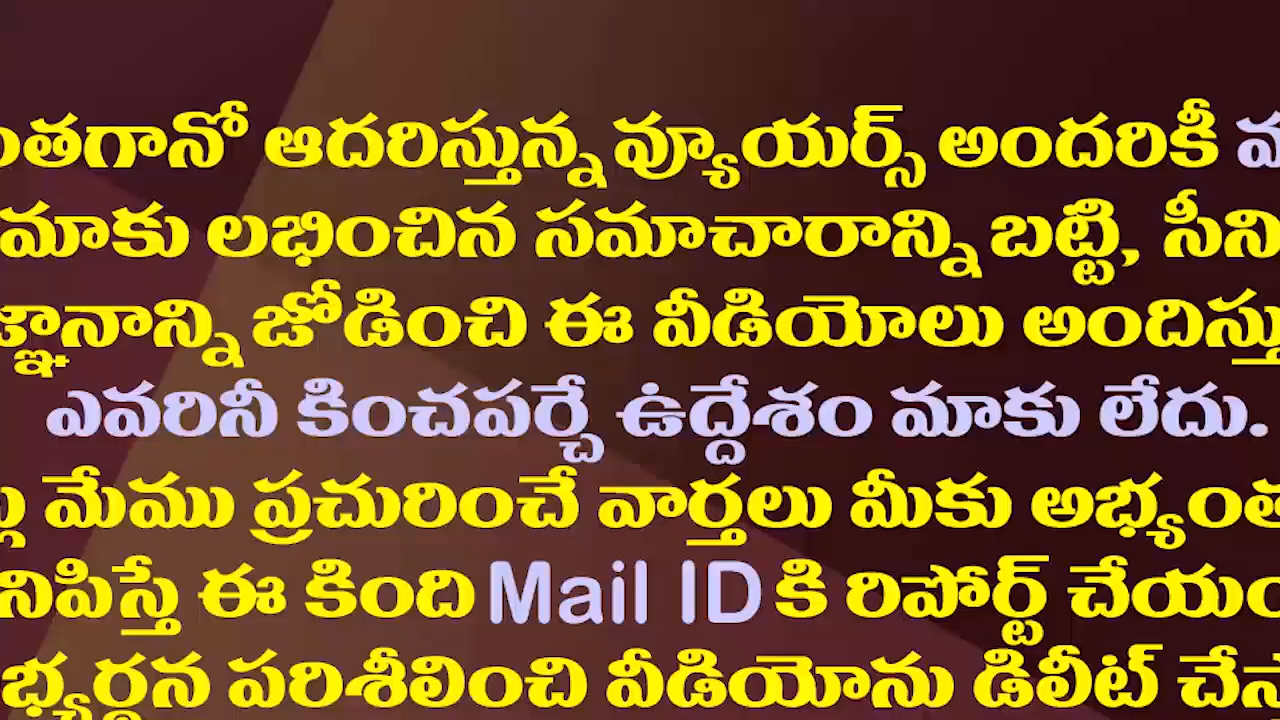 ంతగానో ఆదరిస్తున్న వ్యూయర్స్ అందరికీ
మాకు లభించిన సమాచారాన్ని బట్టి, సీని
జ్ఞానాన్ని జోడించి ఈ వీడియోలు అందిస్తు
ఎవరినీ కించపర్చే ఉద్దేశం మాకు లేదు.
మేము ప్రచురించే వార్తలు మీకు అభ్యంత
నిపిస్తే ఈ కింది Mail ID కి రిపోర్ట్ చేయం
భ్యర్థన పరిశీలించి వీడియోను డిలీట్ చేస